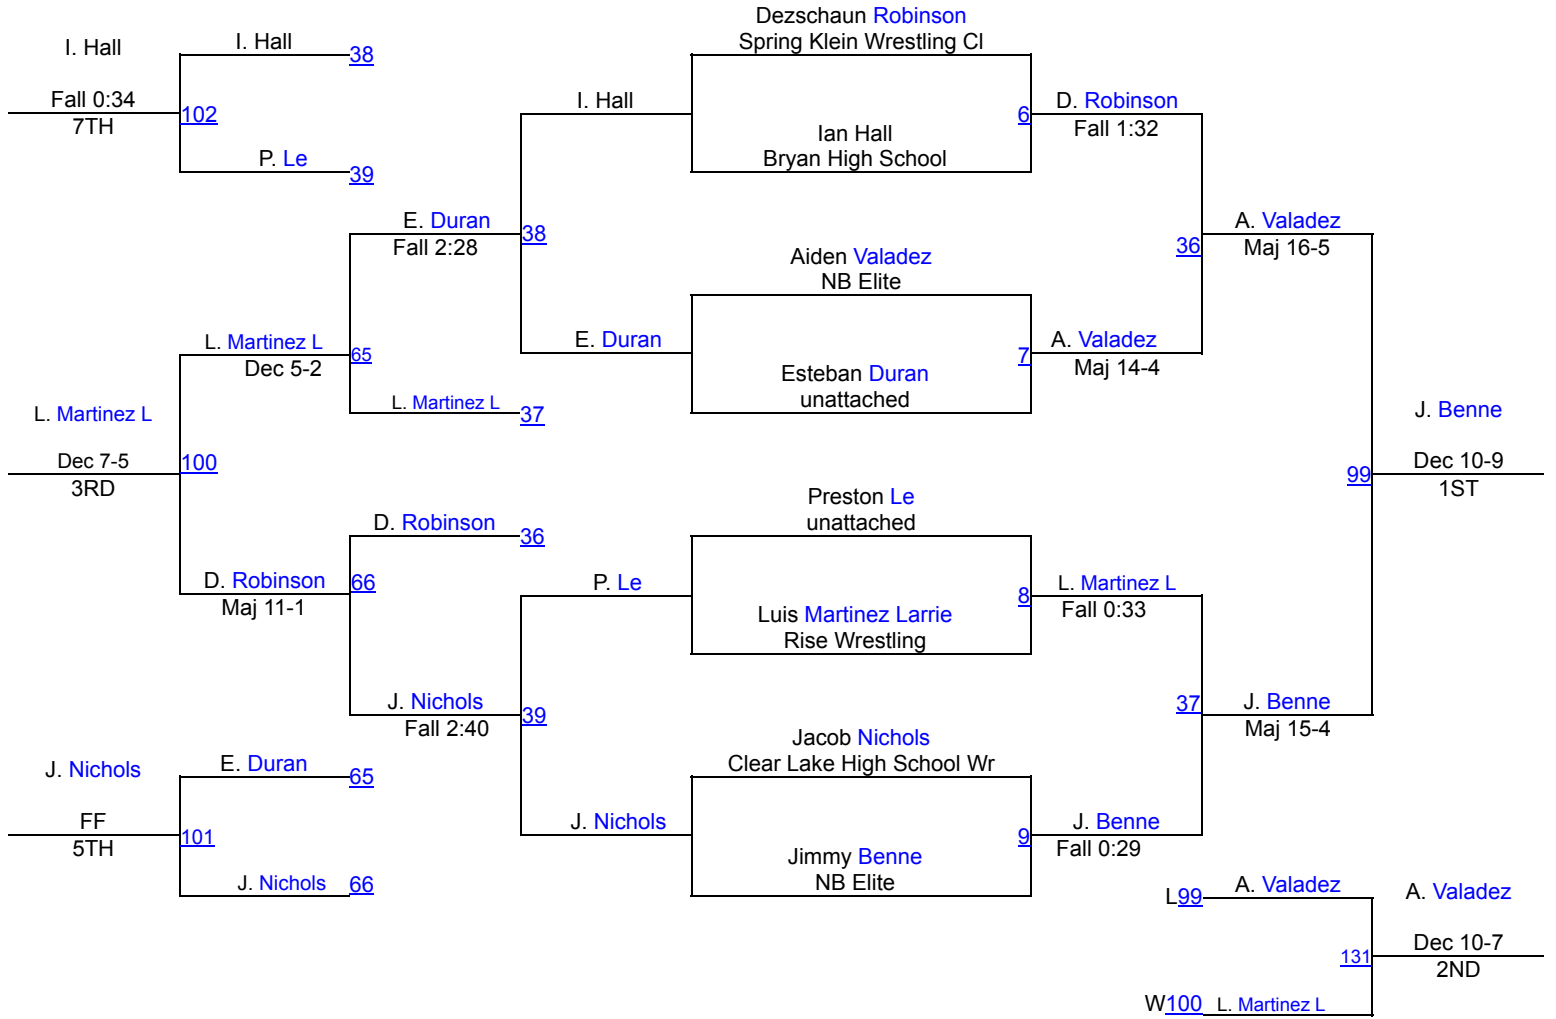 Dezschaun Robinson
Spring Klein Wrestling Cl
I. Hall
I. Hall
38
Fall 0:34
102
7TH
P. Le
39
I. Hall
Ian Hall
Bryan High School
6
D. Robinson
Fall 1:32
E. Duran
Fall 2:28
38
Aiden Valadez
NB Elite
36
A. Valadez
Maj 16-5
L. Martinez L
Dec 5-2
65
E. Duran
Esteban Duran
unattached
7
A. Valadez
Maj 14-4
L. Martinez L
37
L. Martinez L
Dec 7-5
100
3RD
J. Benne
99
Dec 10-9
1ST
D. Robinson
36
Preston Le
unattached
D. Robinson
66
Maj 11-1
P. Le
Luis Martinez Larrie
Rise Wrestling
8
L. Martinez L
Fall 0:33
J. Nichols
Fall 2:40
39
Jacob Nichols
Clear Lake High School Wr
37
J. Benne
Maj 15-4
J. Nichols
E. Duran
65
FF
101
5TH
J. Nichols
66
J. Nichols
Jimmy Benne
NB Elite
9
J. Benne
Fall 0:29
L99
A. Valadez
A. Valadez
131
Dec 10-7
2ND
W100
L. Martinez L